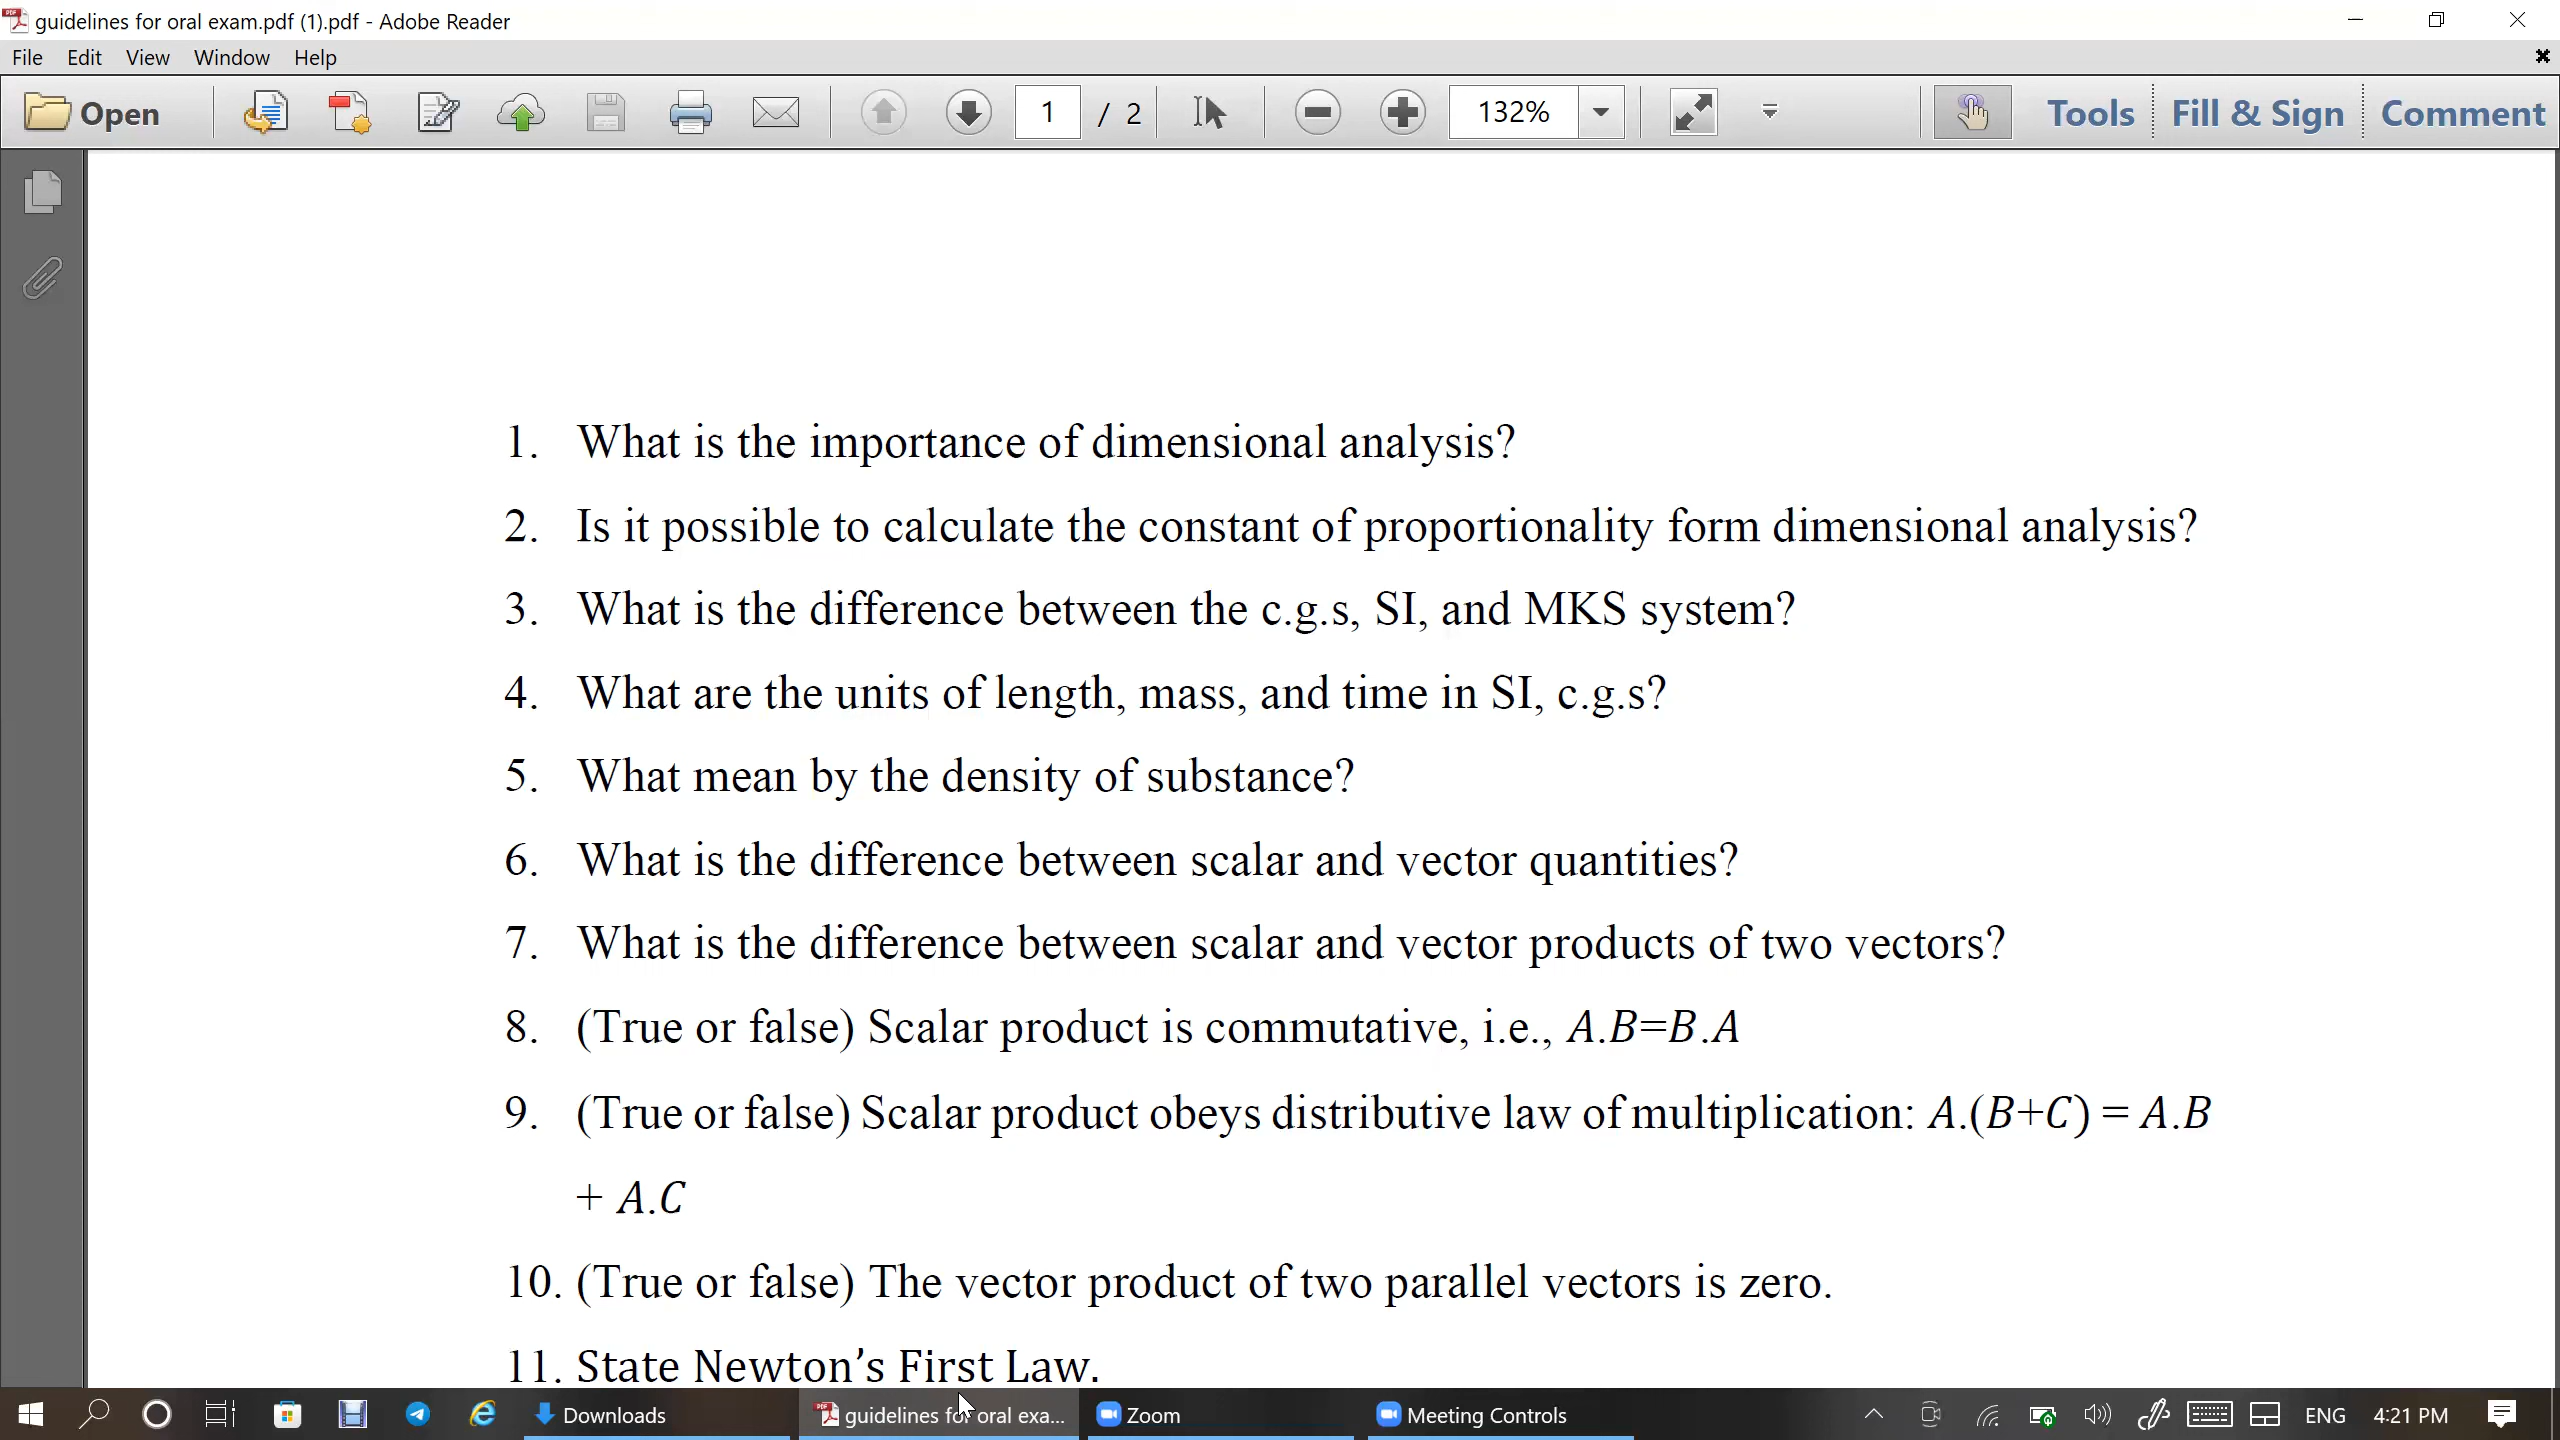 guidelines for oral exam.pdf (1).pdf - Adobe Reader
File Edit View Window Help
Open 1 / 2 132% Tools Fill & Sign Comment
1. What is the importance of dimensional analysis?
2. Is it possible to calculate the constant of proportionality form dimensional analysis?
3. What is the difference between the c.g.s, SI, and MKS system?
4. What are the units of length, mass, and time in SI, c.g.s?
5. What mean by the density of substance?
6. What is the difference between scalar and vector quantities?
7. What is the difference between scalar and vector products of two vectors?
8. (True or false) Scalar product is commutative, i.e., A.B=B.A
9. (True or false) Scalar product obeys distributive law of multiplication: A.(B+C) = A.B
+ A.C
10. (True or false) The vector product of two parallel vectors is zero.
11. State Newton’s First Law.
Downloads guidelines for oral exa... Zoom Meeting Controls ENG 4:21 PM